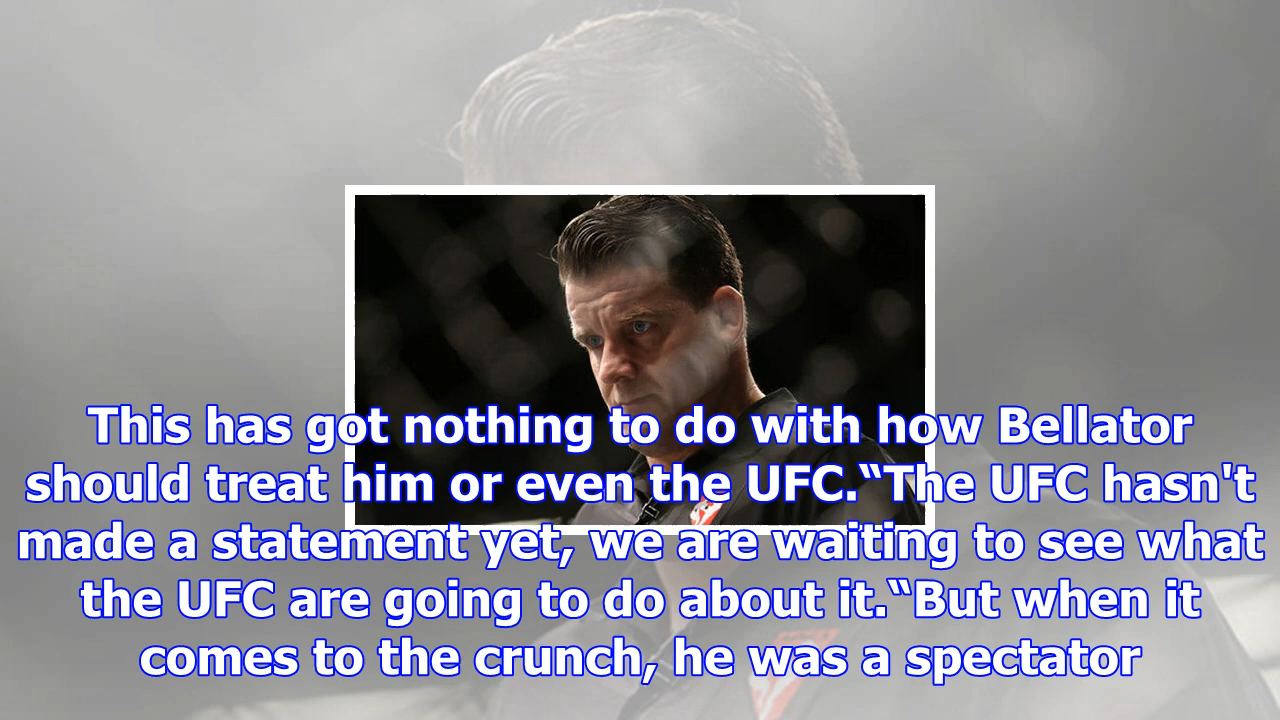 This has got nothing to do with how Bellator
should treat him or even the UFC.“The UFC hasn't
made a statement yet, we are waiting to see what
the UFC are going to do about it.“But when it
comes to the crunch, he was a spectator